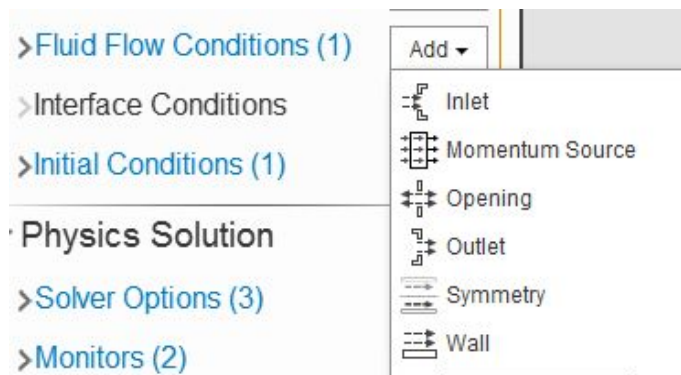 Fluid Flow Conditions (1)
Interface Conditions
Initial Conditions (1)
Physics Solution
Solver Options (3)
Monitors (2)
Add
Inlet
Momentum Source
Opening
Outlet
Symmetry
Wall